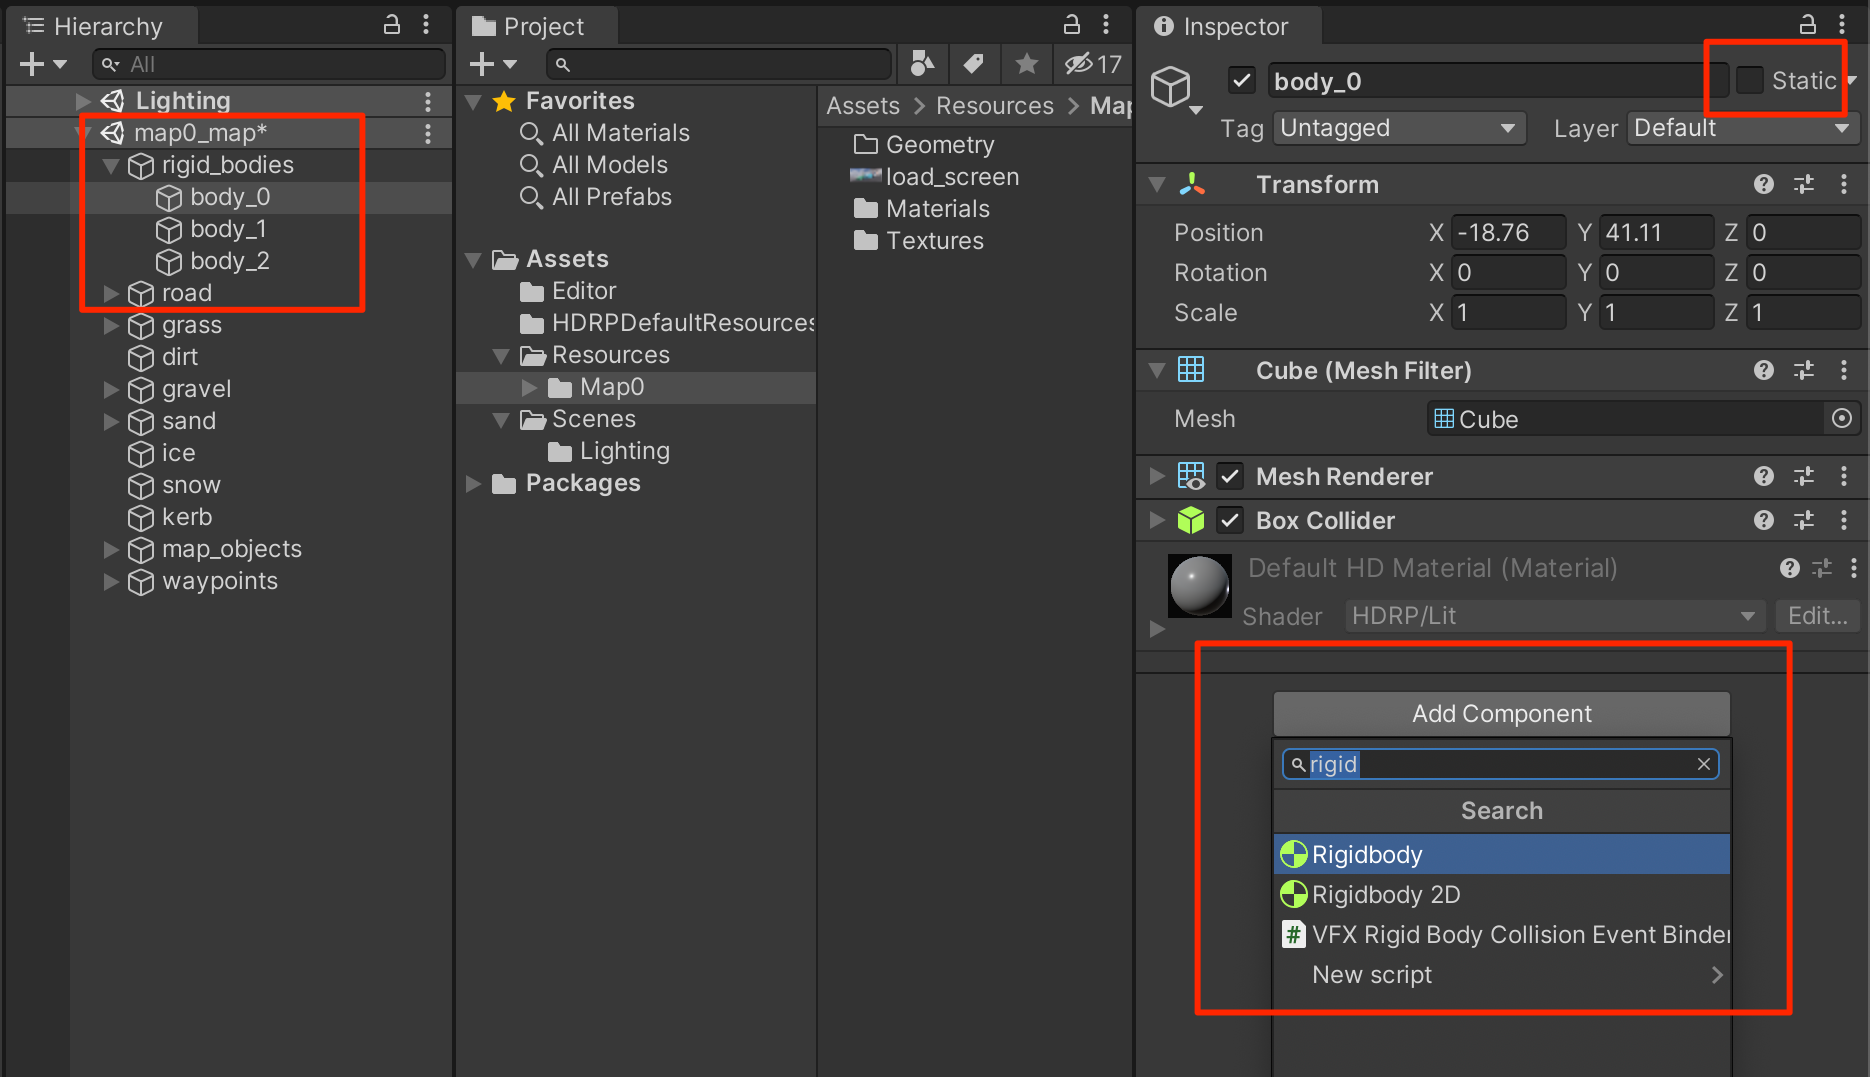 Hierarchy
All
Lighting
map0_map*
rigid_bodies
body_0
body_1
body_2
road
grass
dirt
gravel
sand
ice
snow
kerb
map_objects
waypoints
Project
17
Favorites
All Materials
All Models
All Prefabs
Assets
Editor
HDRPDefaultResources
Resources
Map0
Scenes
Lighting
Packages
Assets > Resources > Map
Geometry
load_screen
Materials
Textures
Inspector
body_0 Static
Tag Untagged Layer Default
Transform
Position X -18.76 Y 41.11 Z 0
Rotation X 0 Y 0 Z 0
Scale X 1 Y 1 Z 1
Cube (Mesh Filter)
Mesh Cube
Mesh Renderer
Box Collider
Default HD Material (Material)
Shader HDRP/Lit Edit...
Add Component
rigid
Search
Rigidbody
Rigidbody 2D
# VFX Rigid Body Collision Event Binder
New script